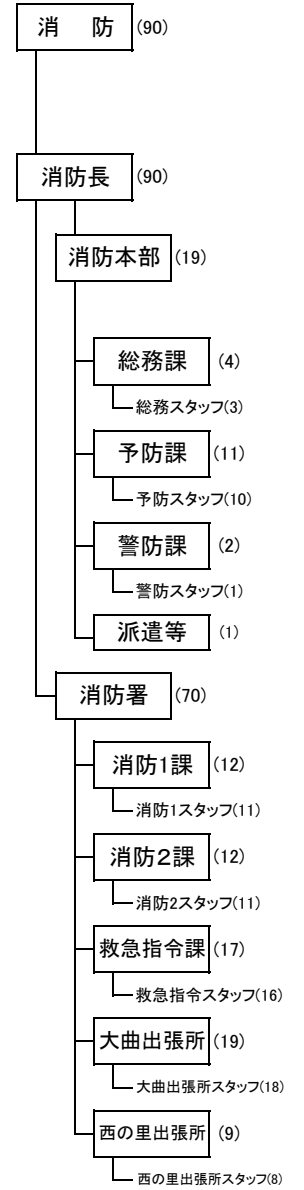 消　防 (90)
消防長 (90)
消防本部 (19)
総務課 (4)
総務スタッフ(3)
予防課 (11)
予防スタッフ(10)
警防課 (2)
警防スタッフ(1)
派遣等 (1)
消防署 (70)
消防1課 (12)
消防1スタッフ(11)
消防2課 (12)
消防2スタッフ(11)
救急指令課 (17)
救急指令スタッフ(16)
大曲出張所 (19)
大曲出張所スタッフ(18)
西の里出張所 (9)
西の里出張所スタッフ(8)